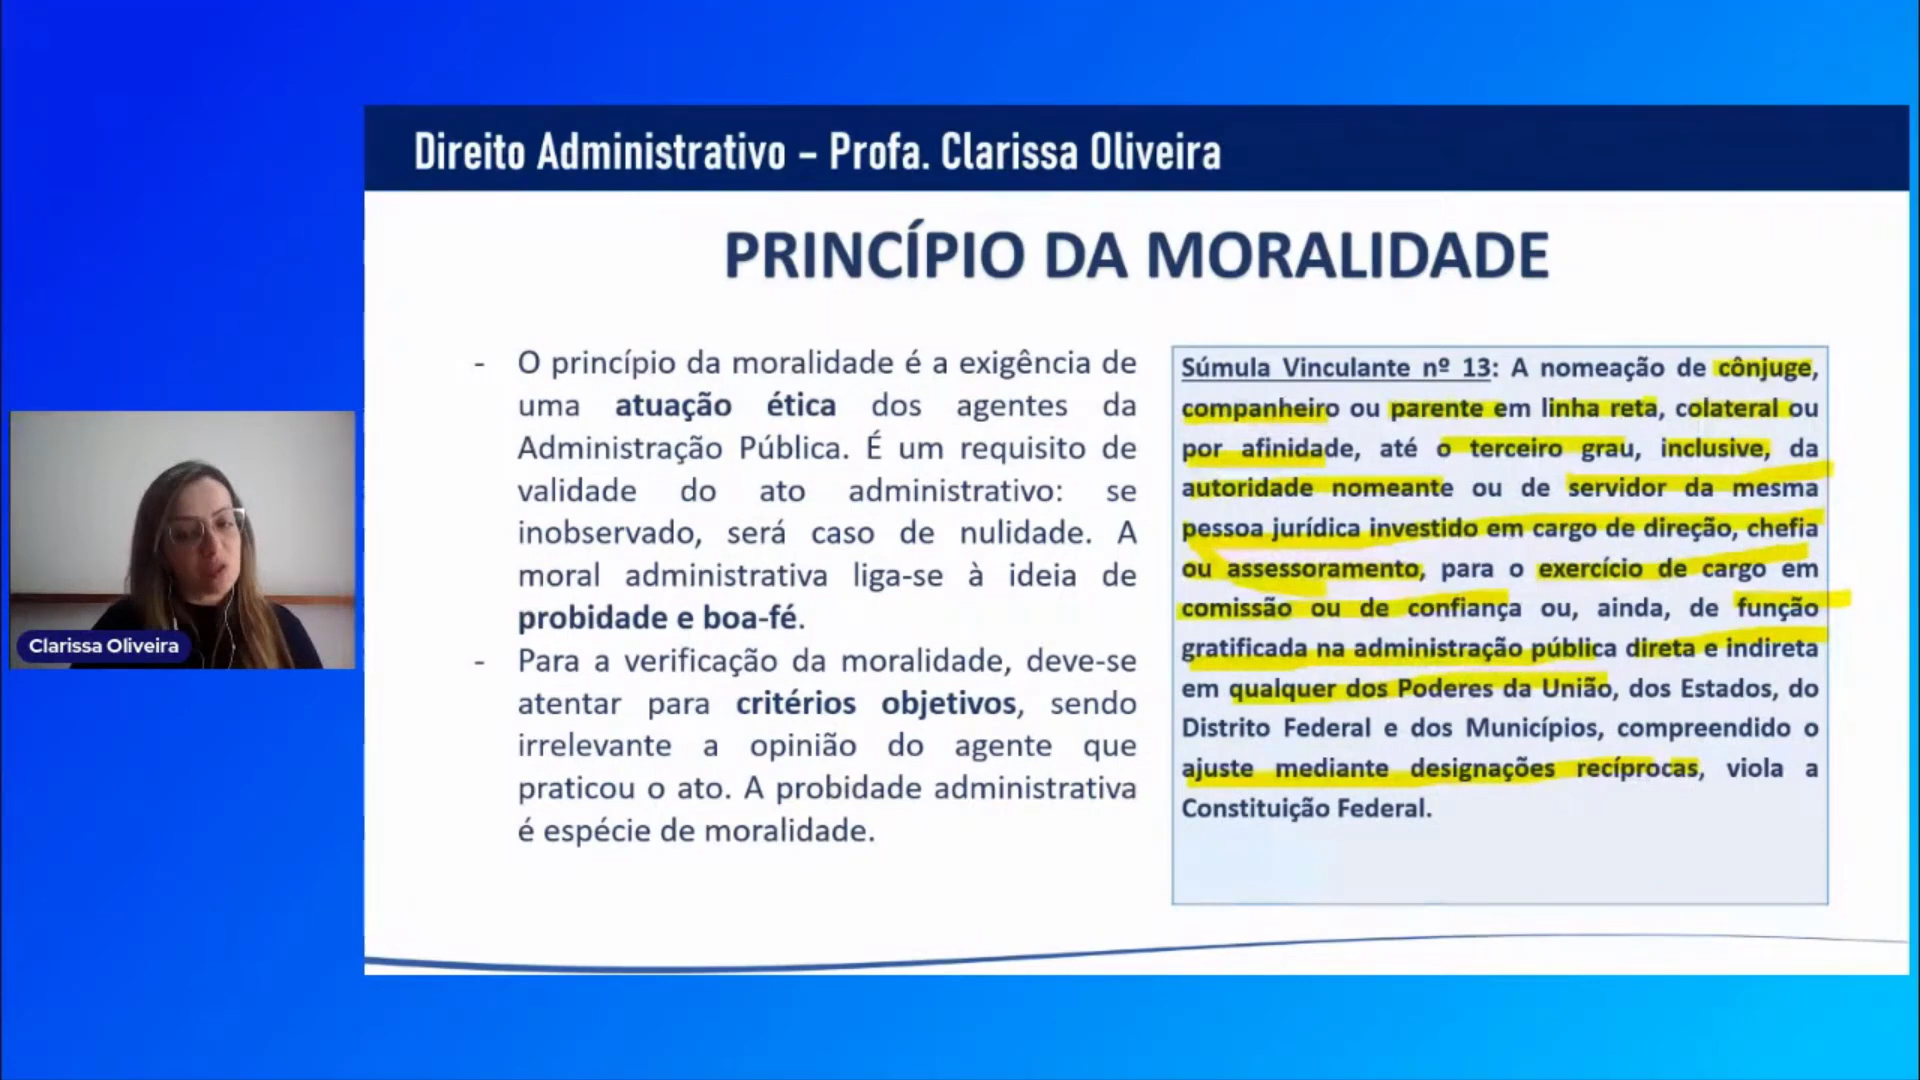 Direito Administrativo – Profa. Clarissa Oliveira
PRINCÍPIO DA MORALIDADE
- O princípio da moralidade é a exigência de
uma atuação ética dos agentes da
Administração Pública. É um requisito de
validade do ato administrativo: se
inobservado, será caso de nulidade. A
moral administrativa liga-se à ideia de
probidade e boa-fé.
- Para a verificação da moralidade, deve-se
atentar para critérios objetivos, sendo
irrelevante a opinião do agente que
praticou o ato. A probidade administrativa
é espécie de moralidade.
Súmula Vinculante nº 13: A nomeação de cônjuge,
companheiro ou parente em linha reta, colateral ou
por afinidade, até o terceiro grau, inclusive, da
autoridade nomeante ou de servidor da mesma
pessoa jurídica investido em cargo de direção, chefia
ou assessoramento, para o exercício de cargo em
comissão ou de confiança ou, ainda, de função
gratificada na administração pública direta e indireta
em qualquer dos Poderes da União, dos Estados, do
Distrito Federal e dos Municípios, compreendido o
ajuste mediante designações recíprocas, viola a
Constituição Federal.
Clarissa Oliveira